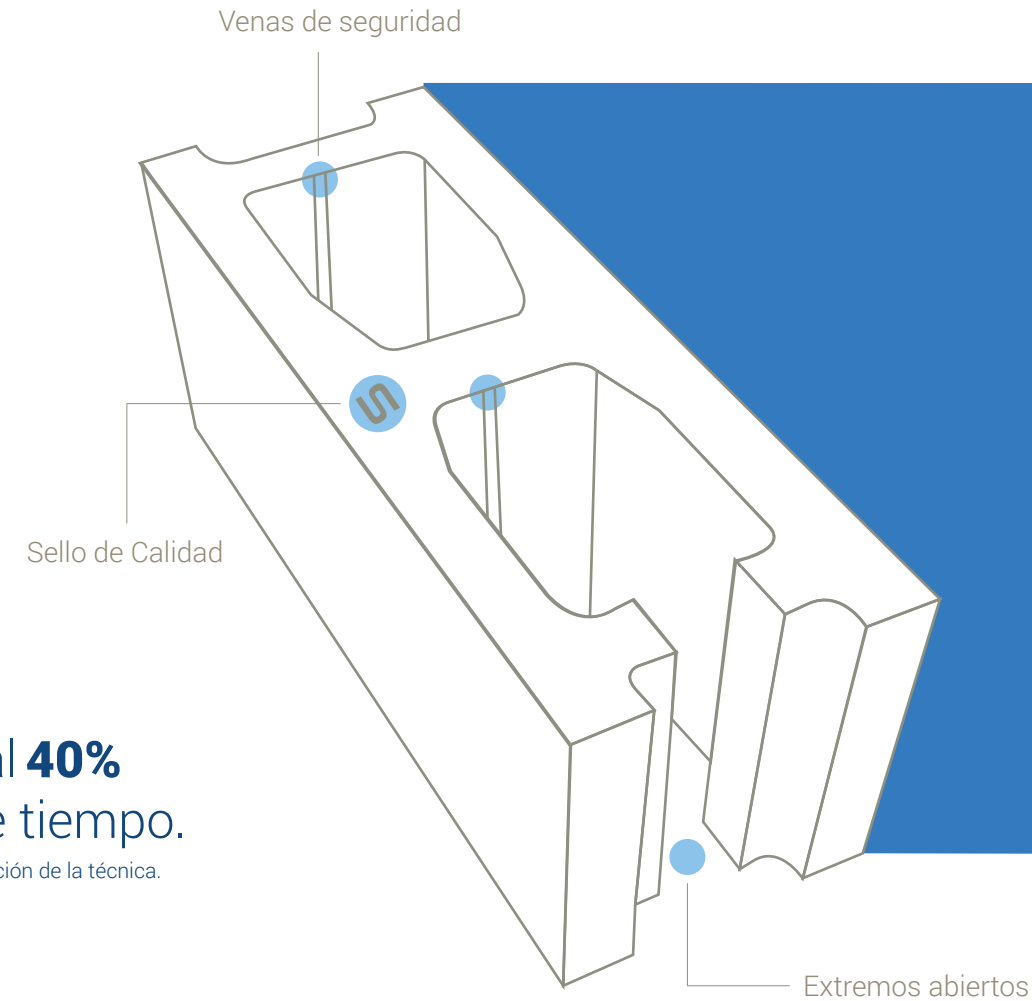 Venas de seguridad
S
Sello de Calidad
al 40%
e tiempo.
ción de la técnica.
Extremos abiertos